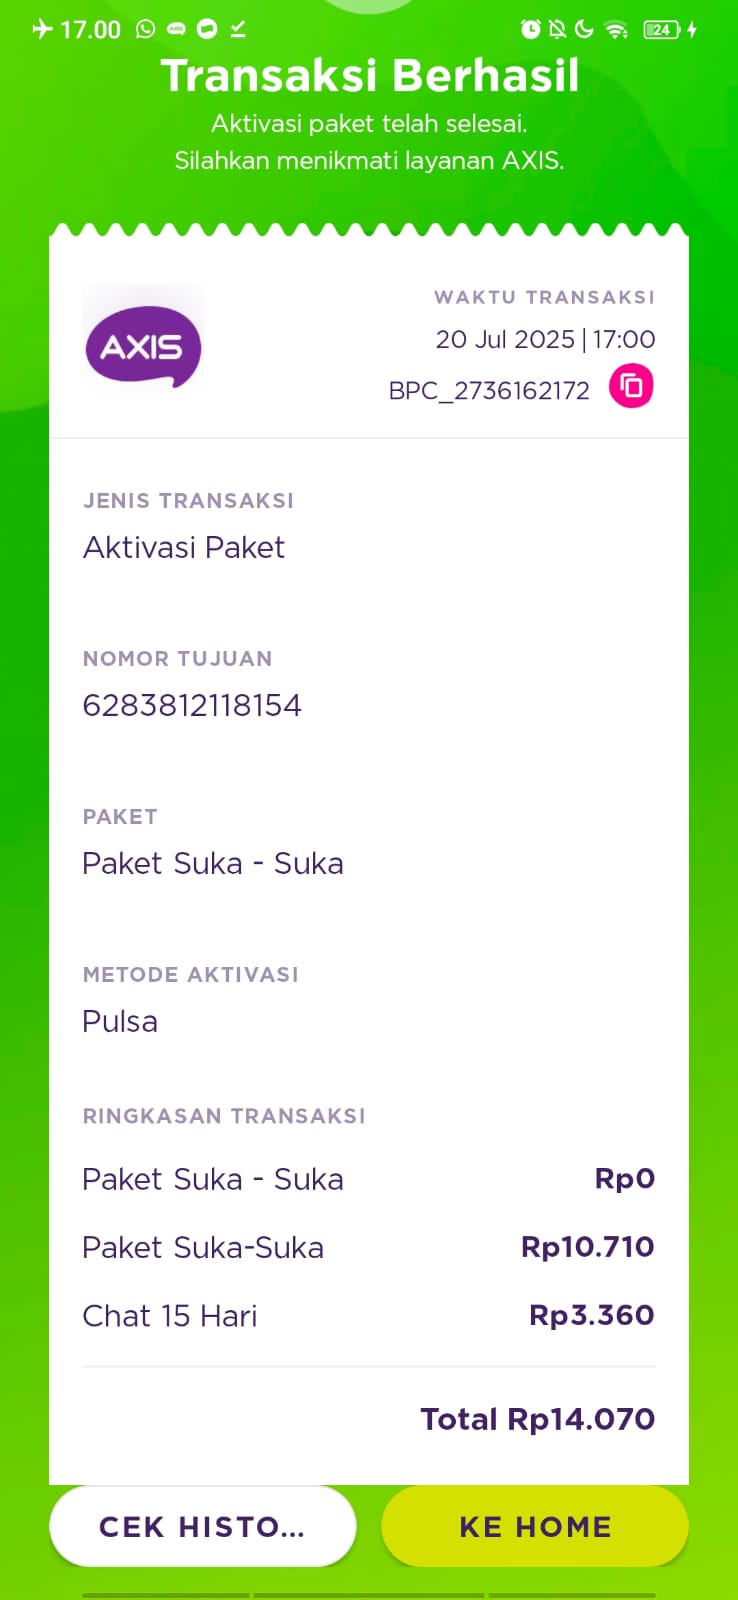 17.00
24
Transaksi Berhasil
Aktivasi paket telah selesai.
Silahkan menikmati layanan AXIS.
AXIS
WAKTU TRANSAKSI
20 Jul 2025 | 17:00
BPC_2736162172
JENIS TRANSAKSI
Aktivasi Paket
NOMOR TUJUAN
6283812118154
PAKET
Paket Suka - Suka
METODE AKTIVASI
Pulsa
RINGKASAN TRANSAKSI
Paket Suka - Suka Rp0
Paket Suka-Suka Rp10.710
Chat 15 Hari Rp3.360
Total Rp14.070
CEK HISTO... KE HOME